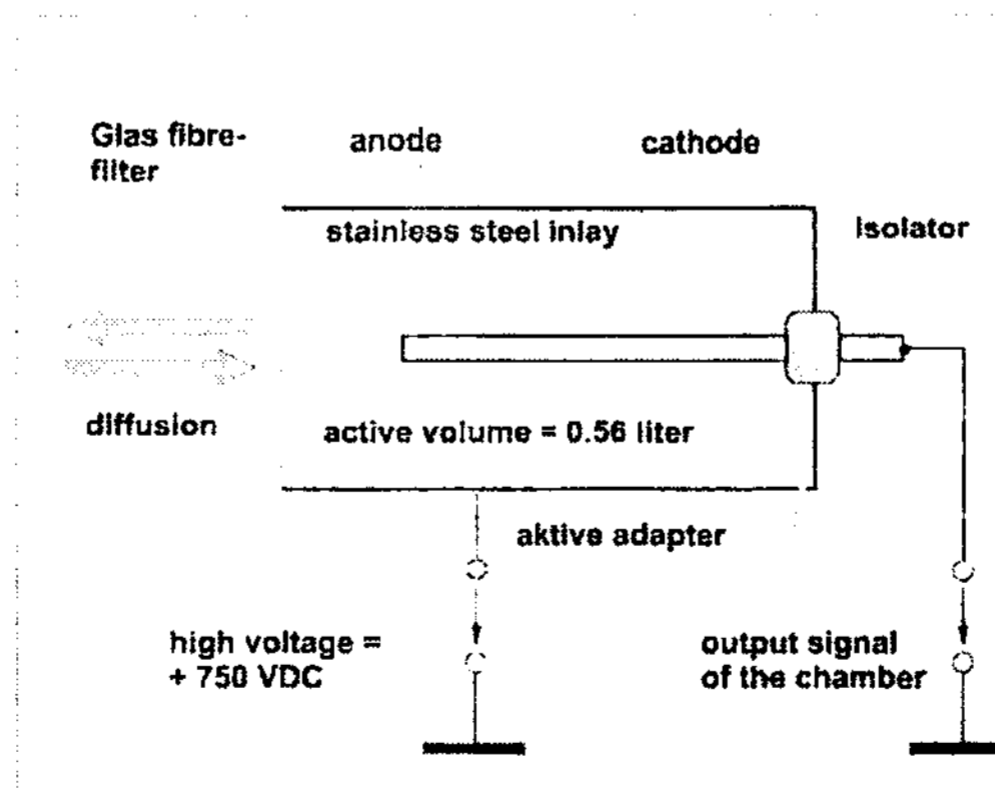 Glas fibre-
filter
anode
cathode
stainless steel inlay
Isolator
diffusion
active volume = 0.56 liter
aktive adapter
high voltage =
+ 750 VDC
output signal
of the chamber